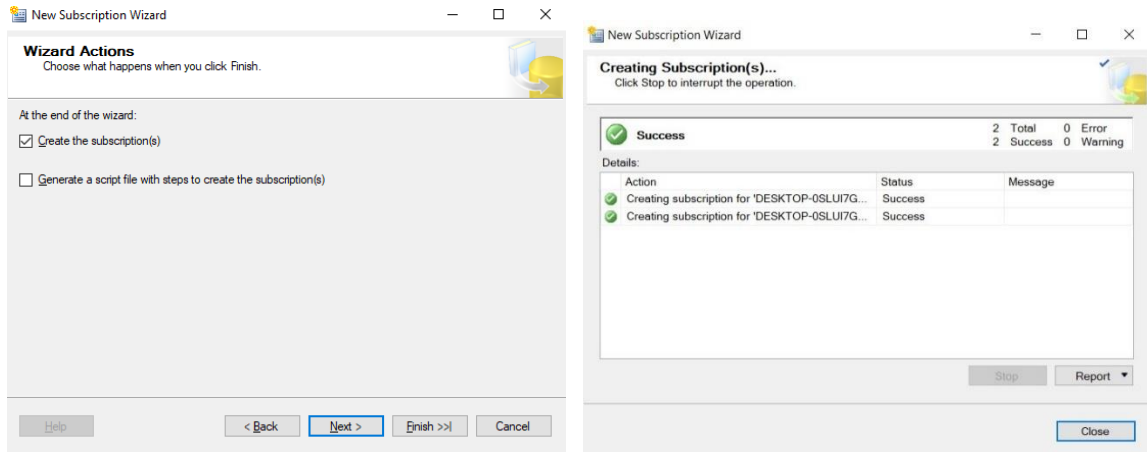 New Subscription Wizard
Wizard Actions
Choose what happens when you click Finish.
At the end of the wizard:
Create the subscription(s)
Generate a script file with steps to create the subscription(s)
Help
< Back
Next >
Finish >>|
Cancel
New Subscription Wizard
Creating Subscription(s)...
Click Stop to interrupt the operation.
Success
2 Total 0 Error
2 Success 0 Warning
Details:
Action Status Message
Creating subscription for 'DESKTOP-0SLUI7G... Success
Creating subscription for 'DESKTOP-0SLUI7G... Success
Stop
Report
Close